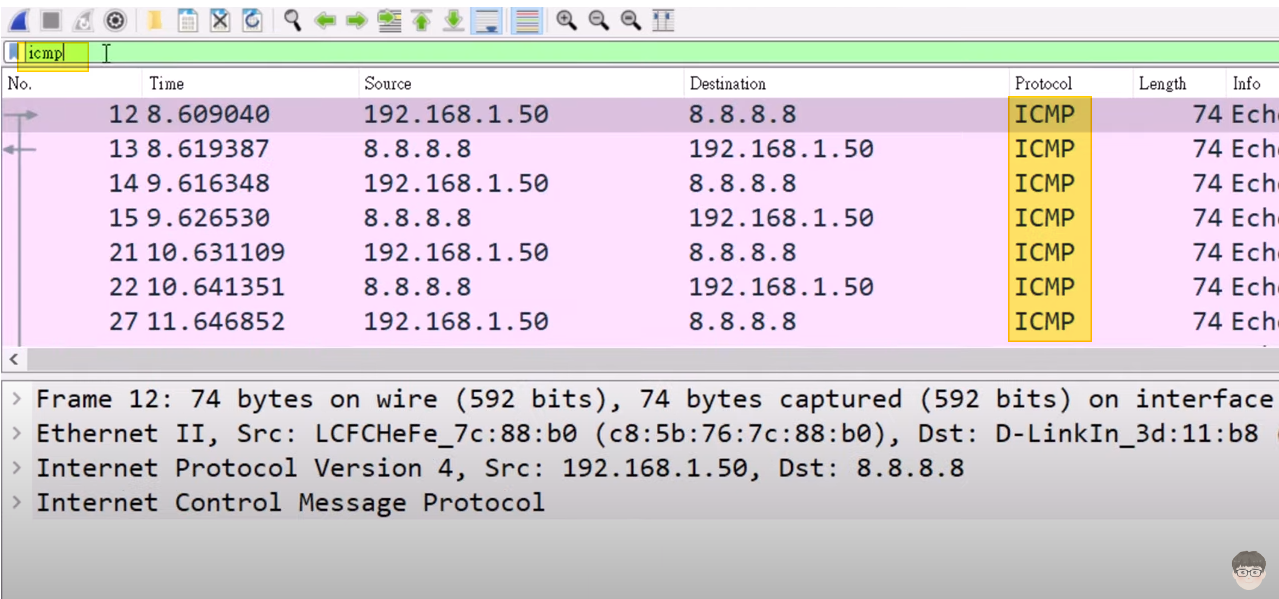 icmp
No. Time Source Destination Protocol Length Info
12 8.609040 192.168.1.50 8.8.8.8 ICMP 74 Ech
13 8.619387 8.8.8.8 192.168.1.50 ICMP 74 Ech
14 9.616348 192.168.1.50 8.8.8.8 ICMP 74 Ech
15 9.626530 8.8.8.8 192.168.1.50 ICMP 74 Ech
21 10.631109 192.168.1.50 8.8.8.8 ICMP 74 Ech
22 10.641351 8.8.8.8 192.168.1.50 ICMP 74 Ech
27 11.646852 192.168.1.50 8.8.8.8 ICMP 74 Ech
Frame 12: 74 bytes on wire (592 bits), 74 bytes captured (592 bits) on interface
Ethernet II, Src: LCFCHeFe_7c:88:b0 (c8:5b:76:7c:88:b0), Dst: D-LinkIn_3d:11:b8 (
Internet Protocol Version 4, Src: 192.168.1.50, Dst: 8.8.8.8
Internet Control Message Protocol